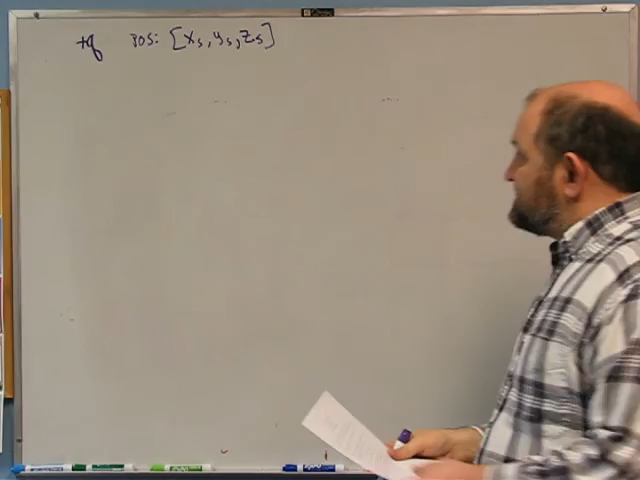 +q pos: [xs, ys, zs]